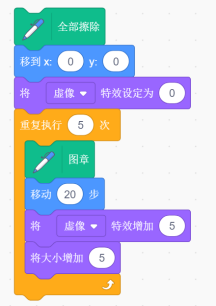 全部擦除
移到 x: 0 y: 0
将 虚像 特效设定为 0
重复执行 5 次
图章
移动 20 步
将 虚像 特效增加 5
将大小增加 5